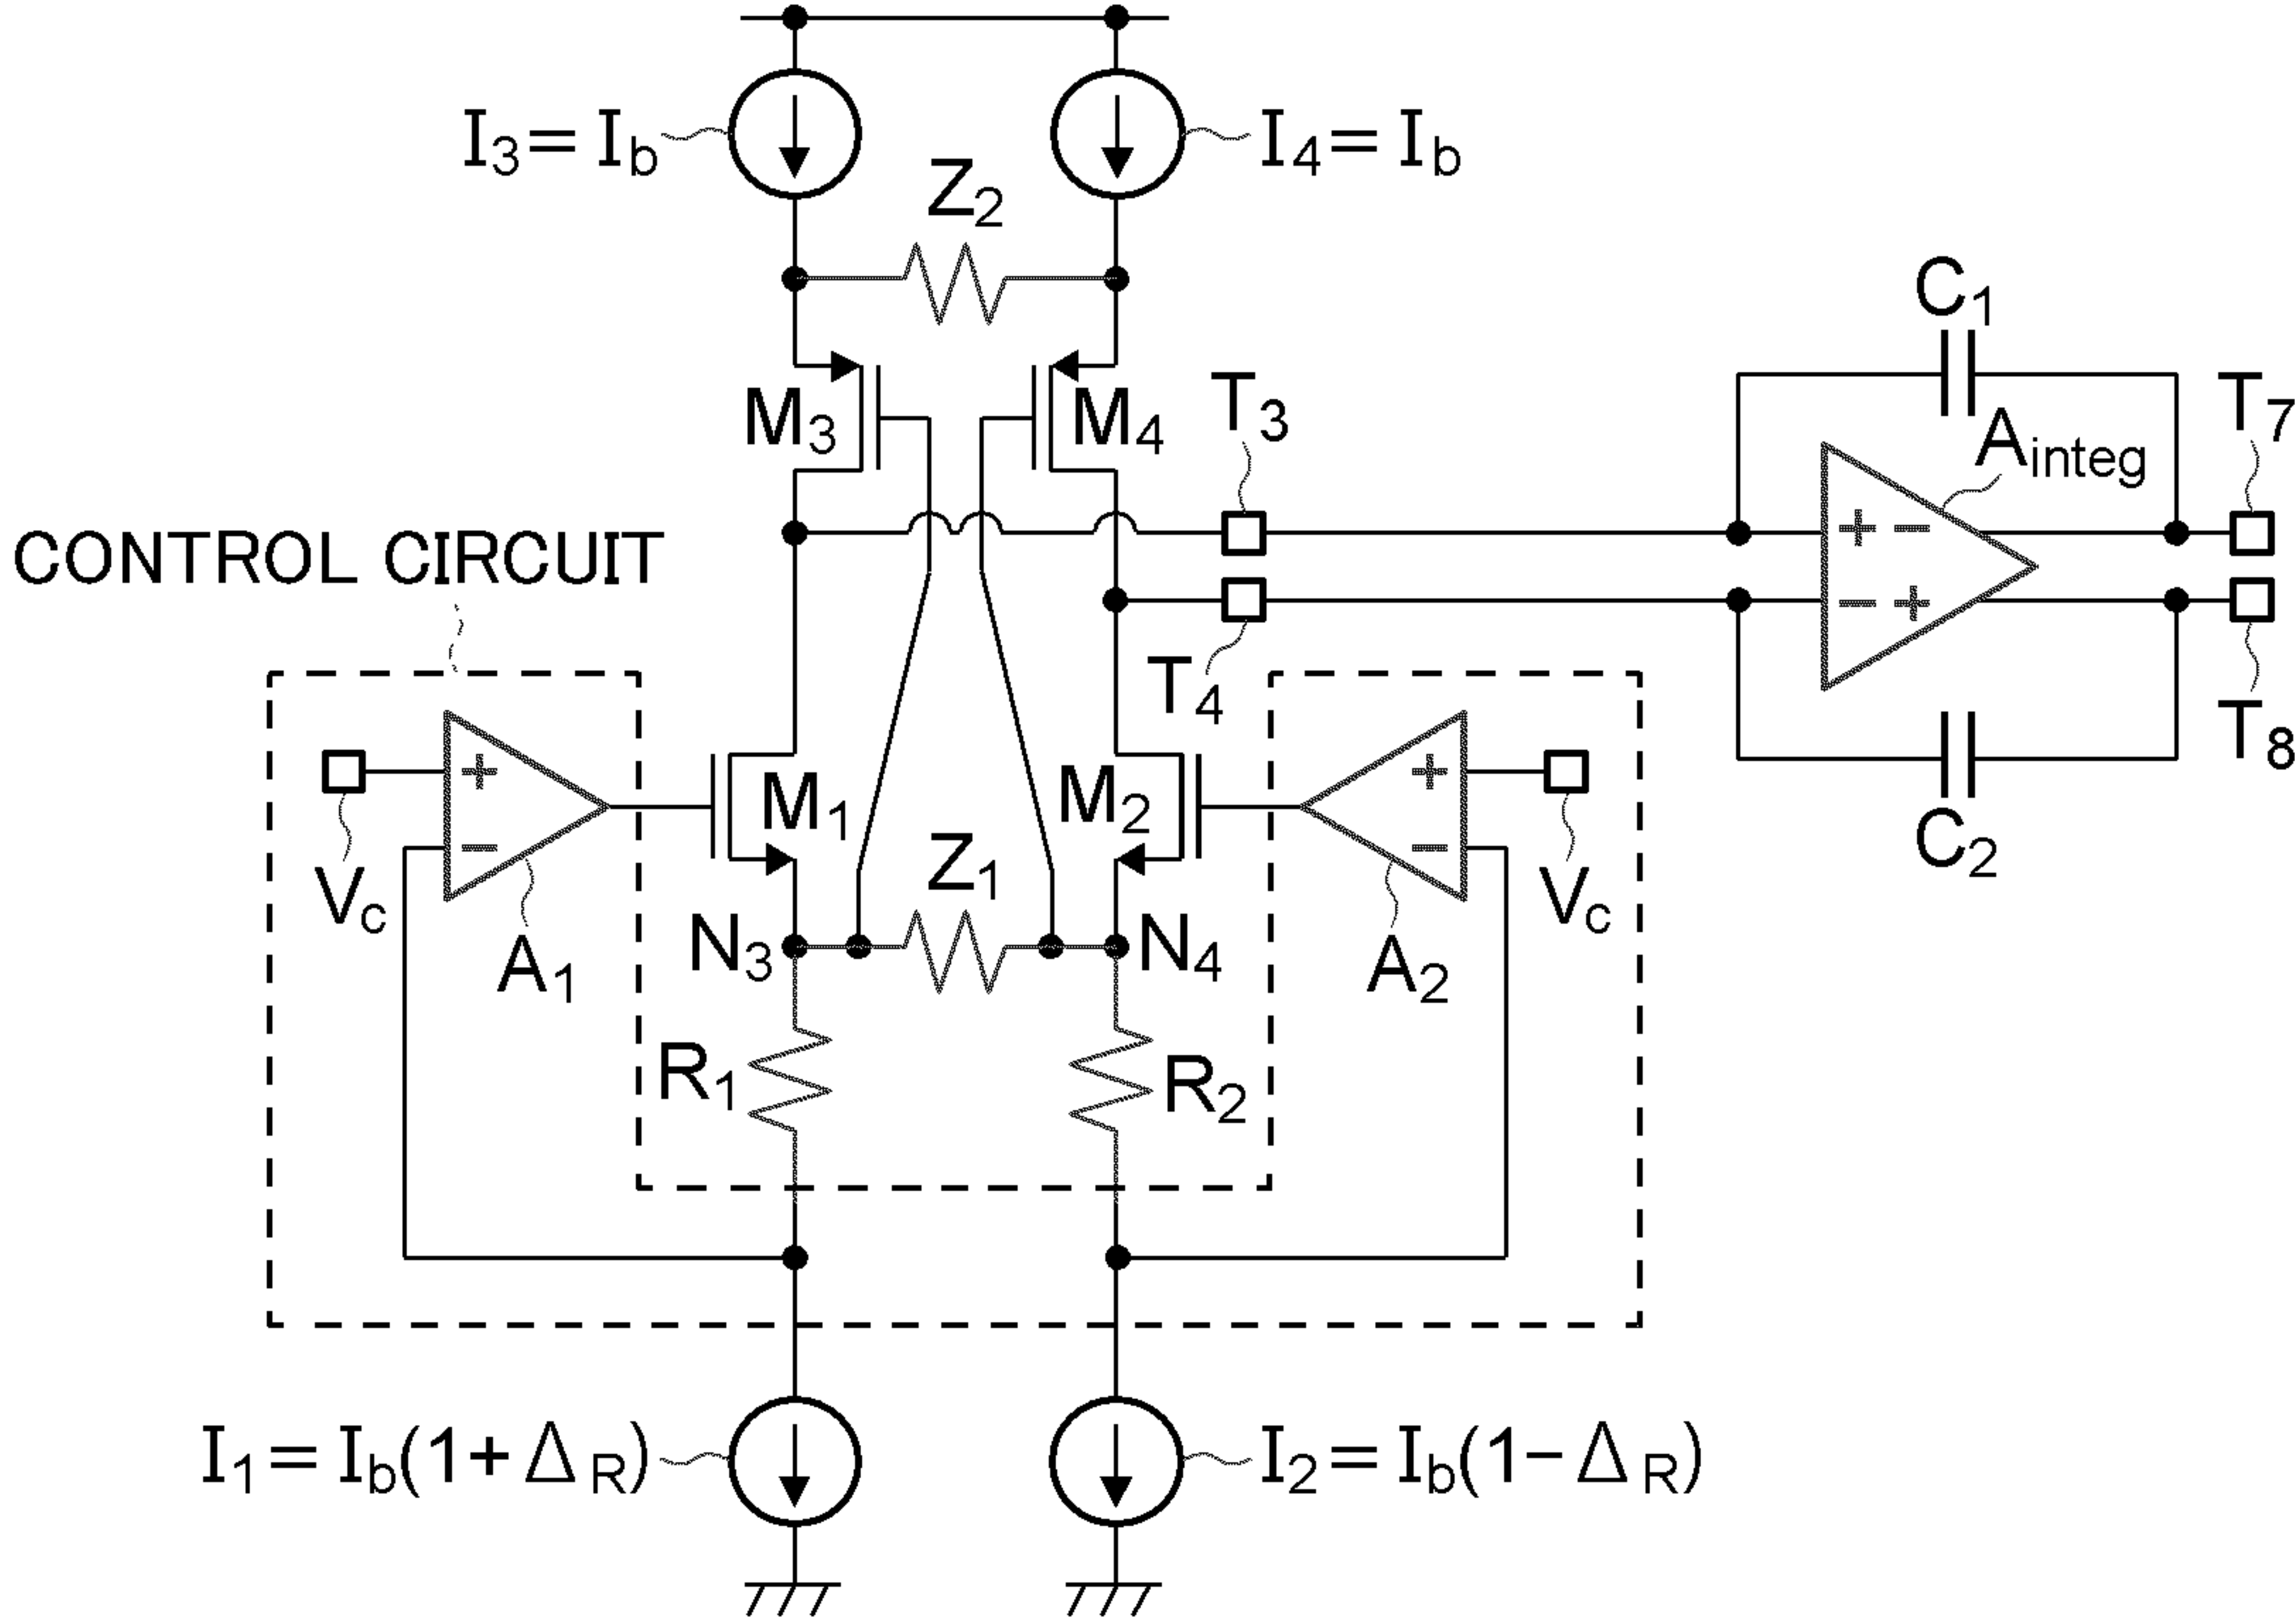 I3= Ib
I4= Ib
Z2
C1
M3
M4
T3
T7
Ainteg
+ −
− +
CONTROL CIRCUIT
T4
T8
+
−
Vc
A1
M1
M2
+
−
Vc
A2
C2
Z1
N3
N4
R1
R2
I1= Ib(1+ΔR)
I2= Ib(1−ΔR)